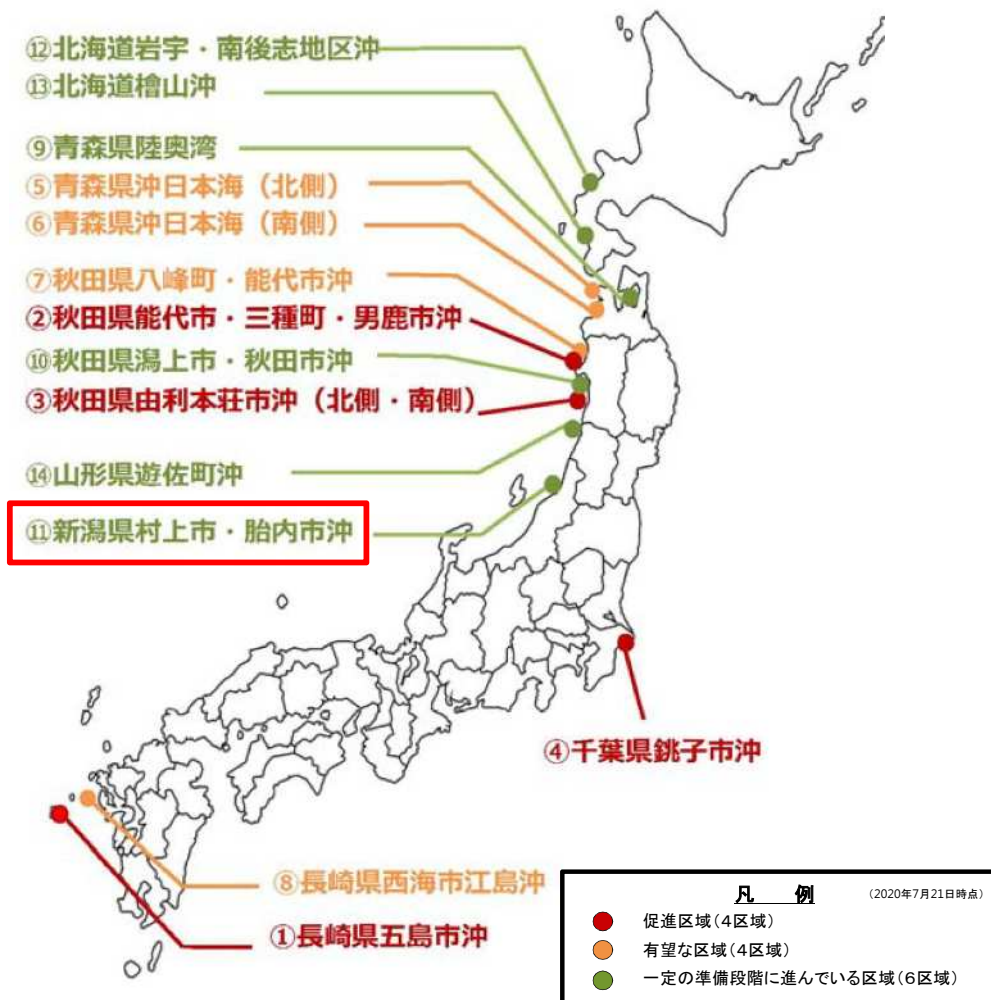 ⑫北海道岩宇・南後志地区沖
⑬北海道檜山沖
⑨青森県陸奥湾
⑤青森県沖日本海（北側）
⑥青森県沖日本海（南側）
⑦秋田県八峰町・能代市沖
②秋田県能代市・三種町・男鹿市沖
⑩秋田県潟上市・秋田市沖
③秋田県由利本荘市沖（北側・南側）
⑭山形県遊佐町沖
⑪新潟県村上市・胎内市沖
④千葉県銚子市沖
⑧長崎県西海市江島沖
①長崎県五島市沖
凡　例　（2020年7月21日時点）
促進区域（4区域）
有望な区域（4区域）
一定の準備段階に進んでいる区域（6区域）